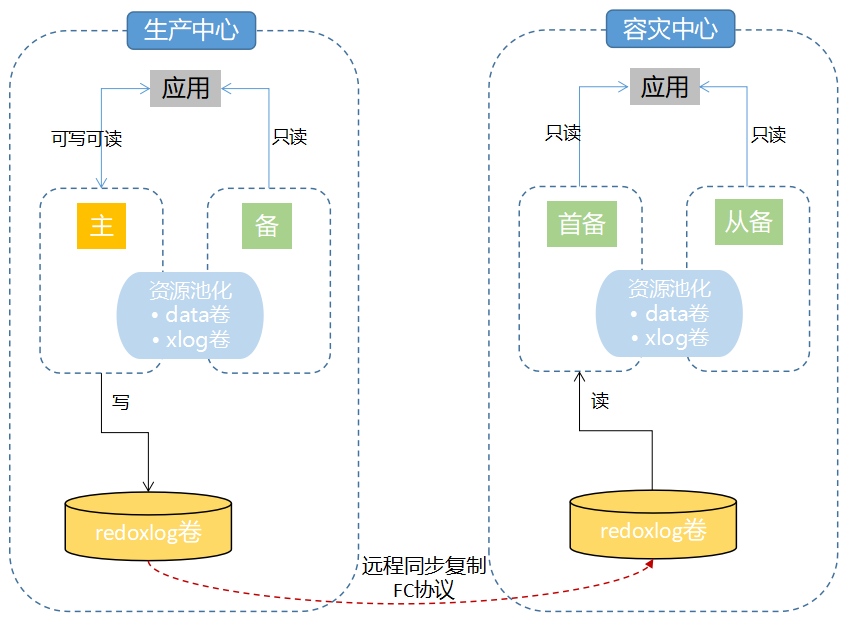 生产中心
应用
可写可读
只读
主
备
资源池化
• data卷
• xlog卷
写
redoxlog卷
容灾中心
应用
只读
只读
首备
从备
资源池化
• data卷
• xlog卷
读
redoxlog卷
远程同步复制
FC协议